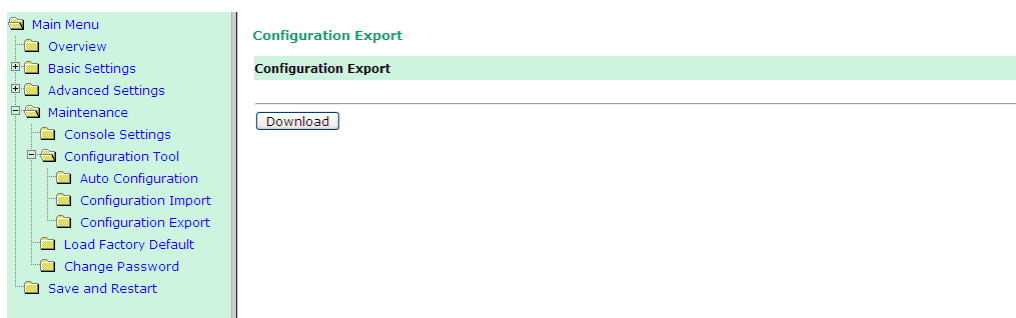 Main Menu
Overview
Basic Settings
Advanced Settings
Maintenance
Console Settings
Configuration Tool
Auto Configuration
Configuration Import
Configuration Export
Load Factory Default
Change Password
Save and Restart
Configuration Export
Configuration Export
Download